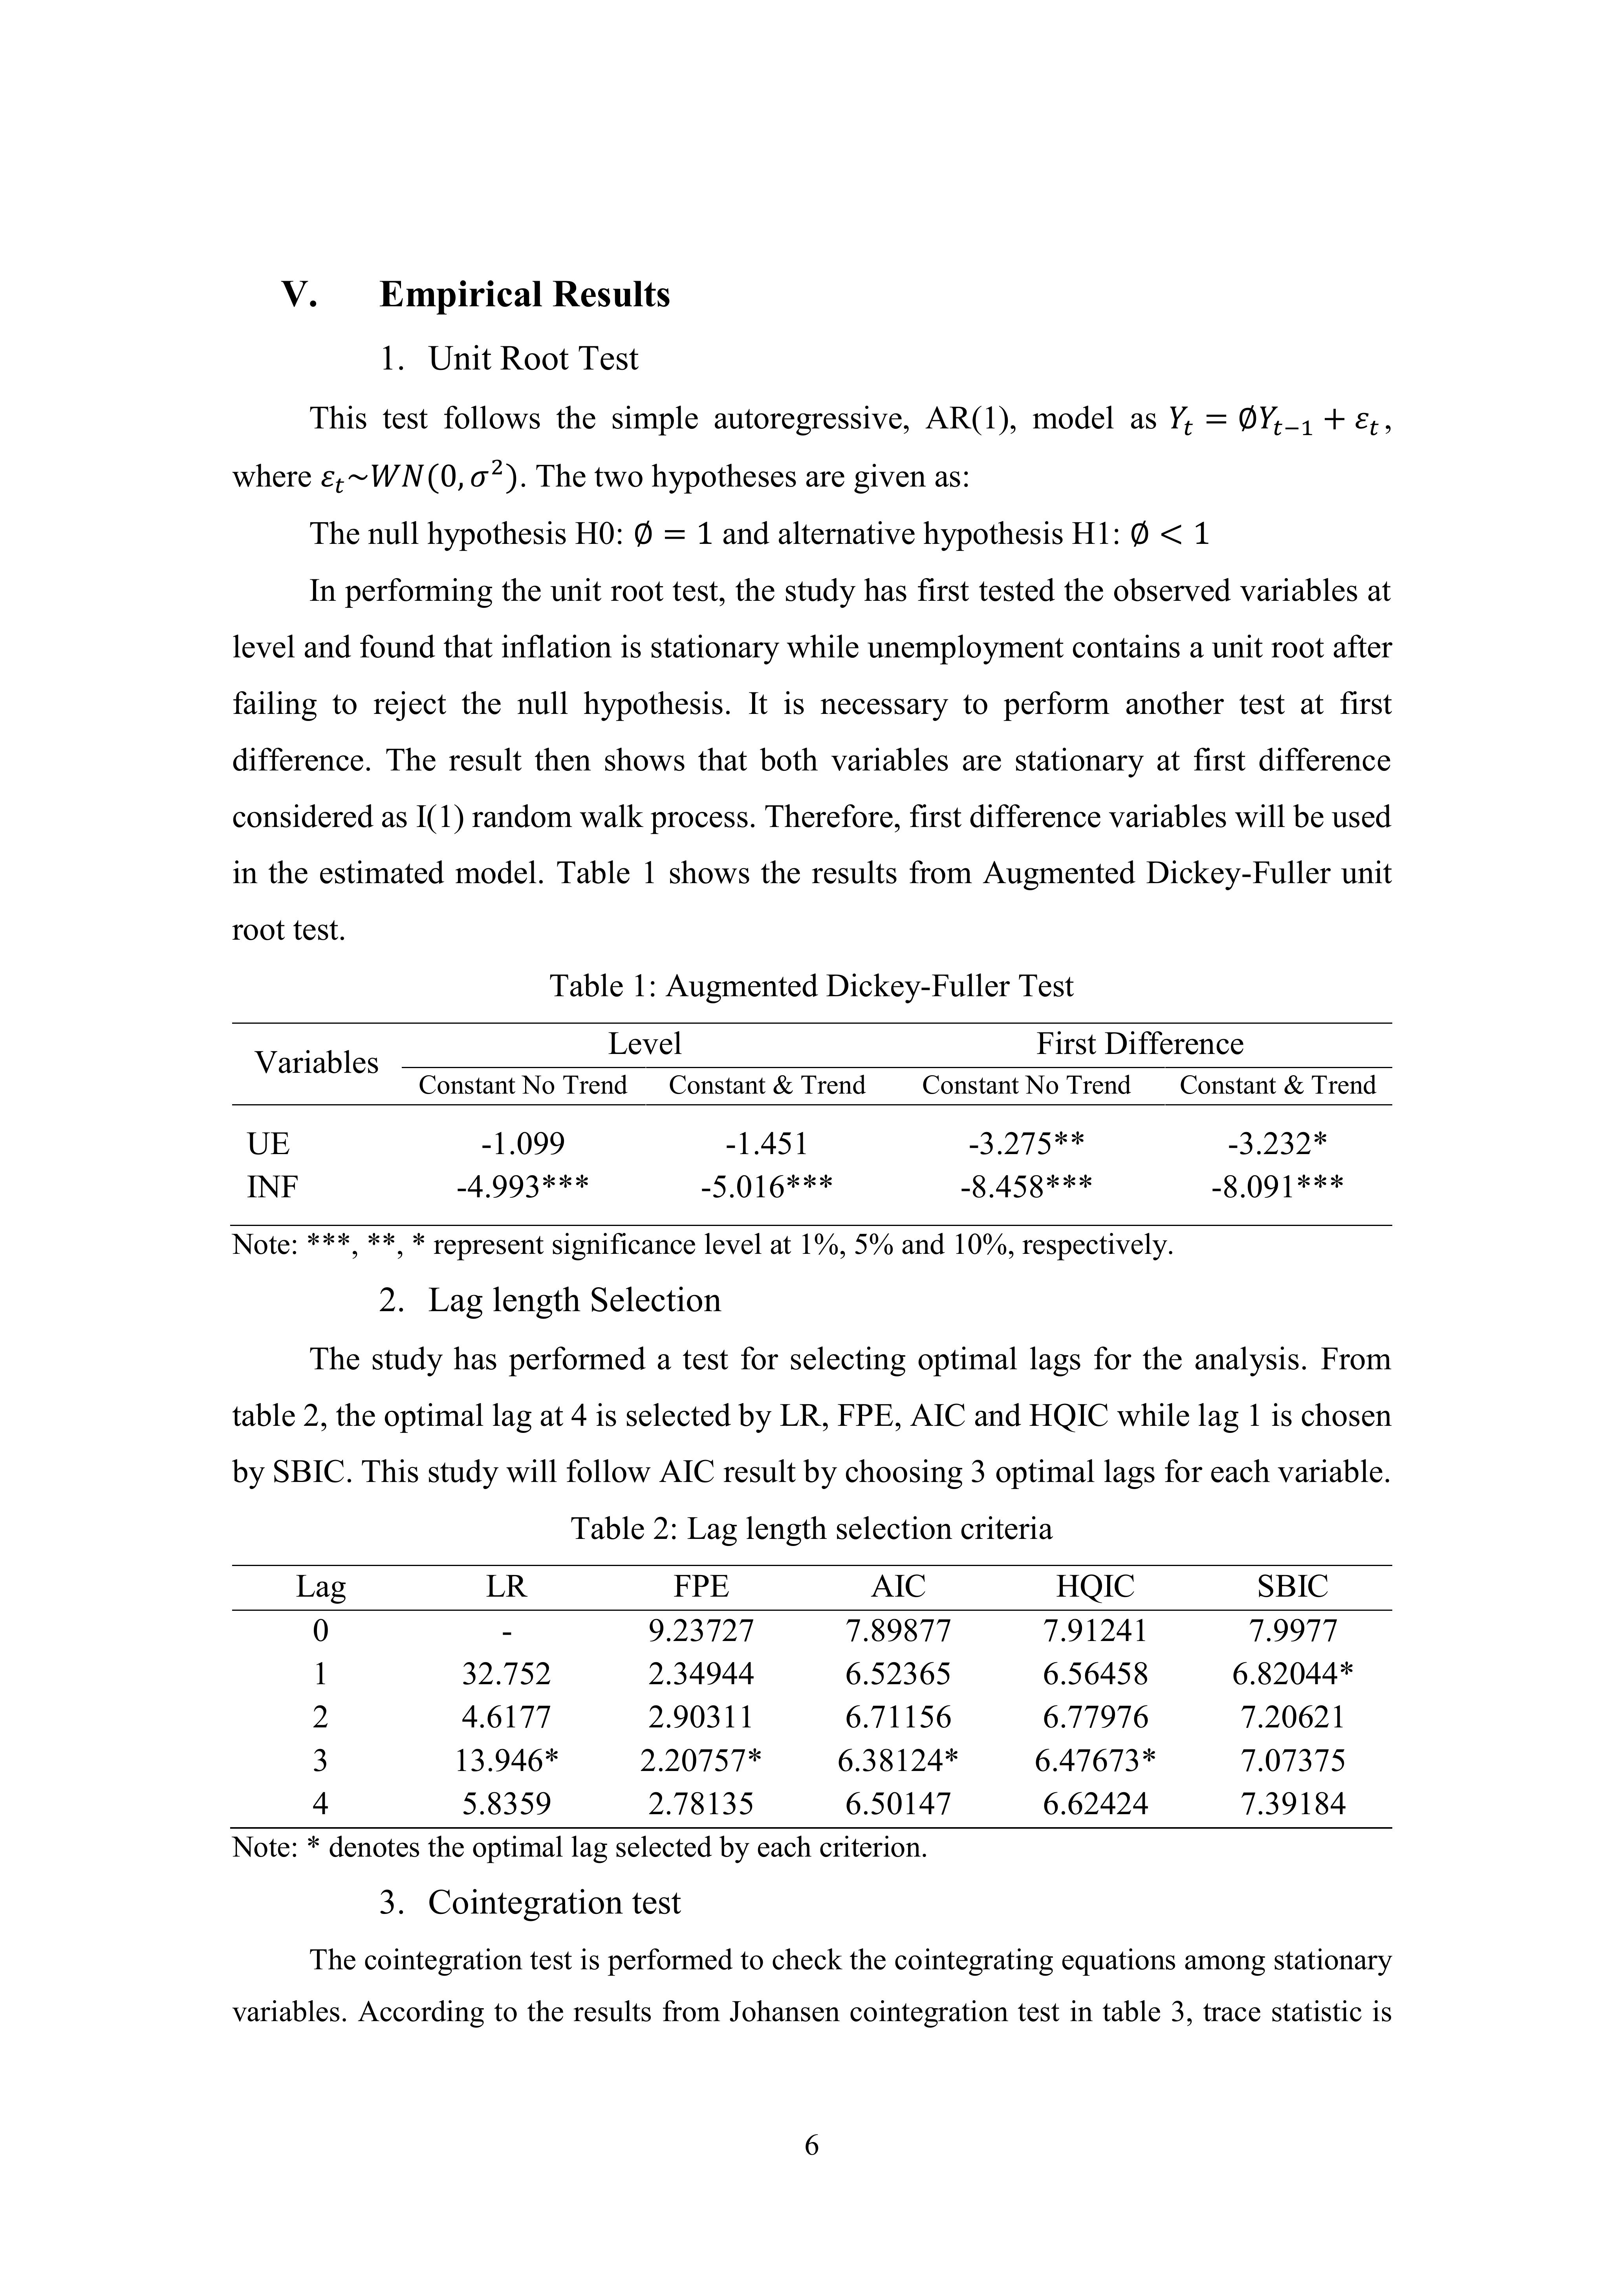 V. Empirical Results
1. Unit Root Test
This test follows the simple autoregressive, AR(1), model as Yₜ = ∅Yₜ₋₁ + εₜ,
where εₜ~WN(0, σ²). The two hypotheses are given as:
The null hypothesis H0: ∅ = 1 and alternative hypothesis H1: ∅ < 1
In performing the unit root test, the study has first tested the observed variables at
level and found that inflation is stationary while unemployment contains a unit root after
failing to reject the null hypothesis. It is necessary to perform another test at first
difference. The result then shows that both variables are stationary at first difference
considered as I(1) random walk process. Therefore, first difference variables will be used
in the estimated model. Table 1 shows the results from Augmented Dickey-Fuller unit
root test.
Table 1: Augmented Dickey-Fuller Test
Variables Level First Difference
Constant No Trend Constant & Trend Constant No Trend Constant & Trend
UE -1.099 -1.451 -3.275** -3.232*
INF -4.993*** -5.016*** -8.458*** -8.091***
Note: ***, **, * represent significance level at 1%, 5% and 10%, respectively.
2. Lag length Selection
The study has performed a test for selecting optimal lags for the analysis. From
table 2, the optimal lag at 4 is selected by LR, FPE, AIC and HQIC while lag 1 is chosen
by SBIC. This study will follow AIC result by choosing 3 optimal lags for each variable.
Table 2: Lag length selection criteria
Lag LR FPE AIC HQIC SBIC
0 - 9.23727 7.89877 7.91241 7.9977
1 32.752 2.34944 6.52365 6.56458 6.82044*
2 4.6177 2.90311 6.71156 6.77976 7.20621
3 13.946* 2.20757* 6.38124* 6.47673* 7.07375
4 5.8359 2.78135 6.50147 6.62424 7.39184
Note: * denotes the optimal lag selected by each criterion.
3. Cointegration test
The cointegration test is performed to check the cointegrating equations among stationary
variables. According to the results from Johansen cointegration test in table 3, trace statistic is
6